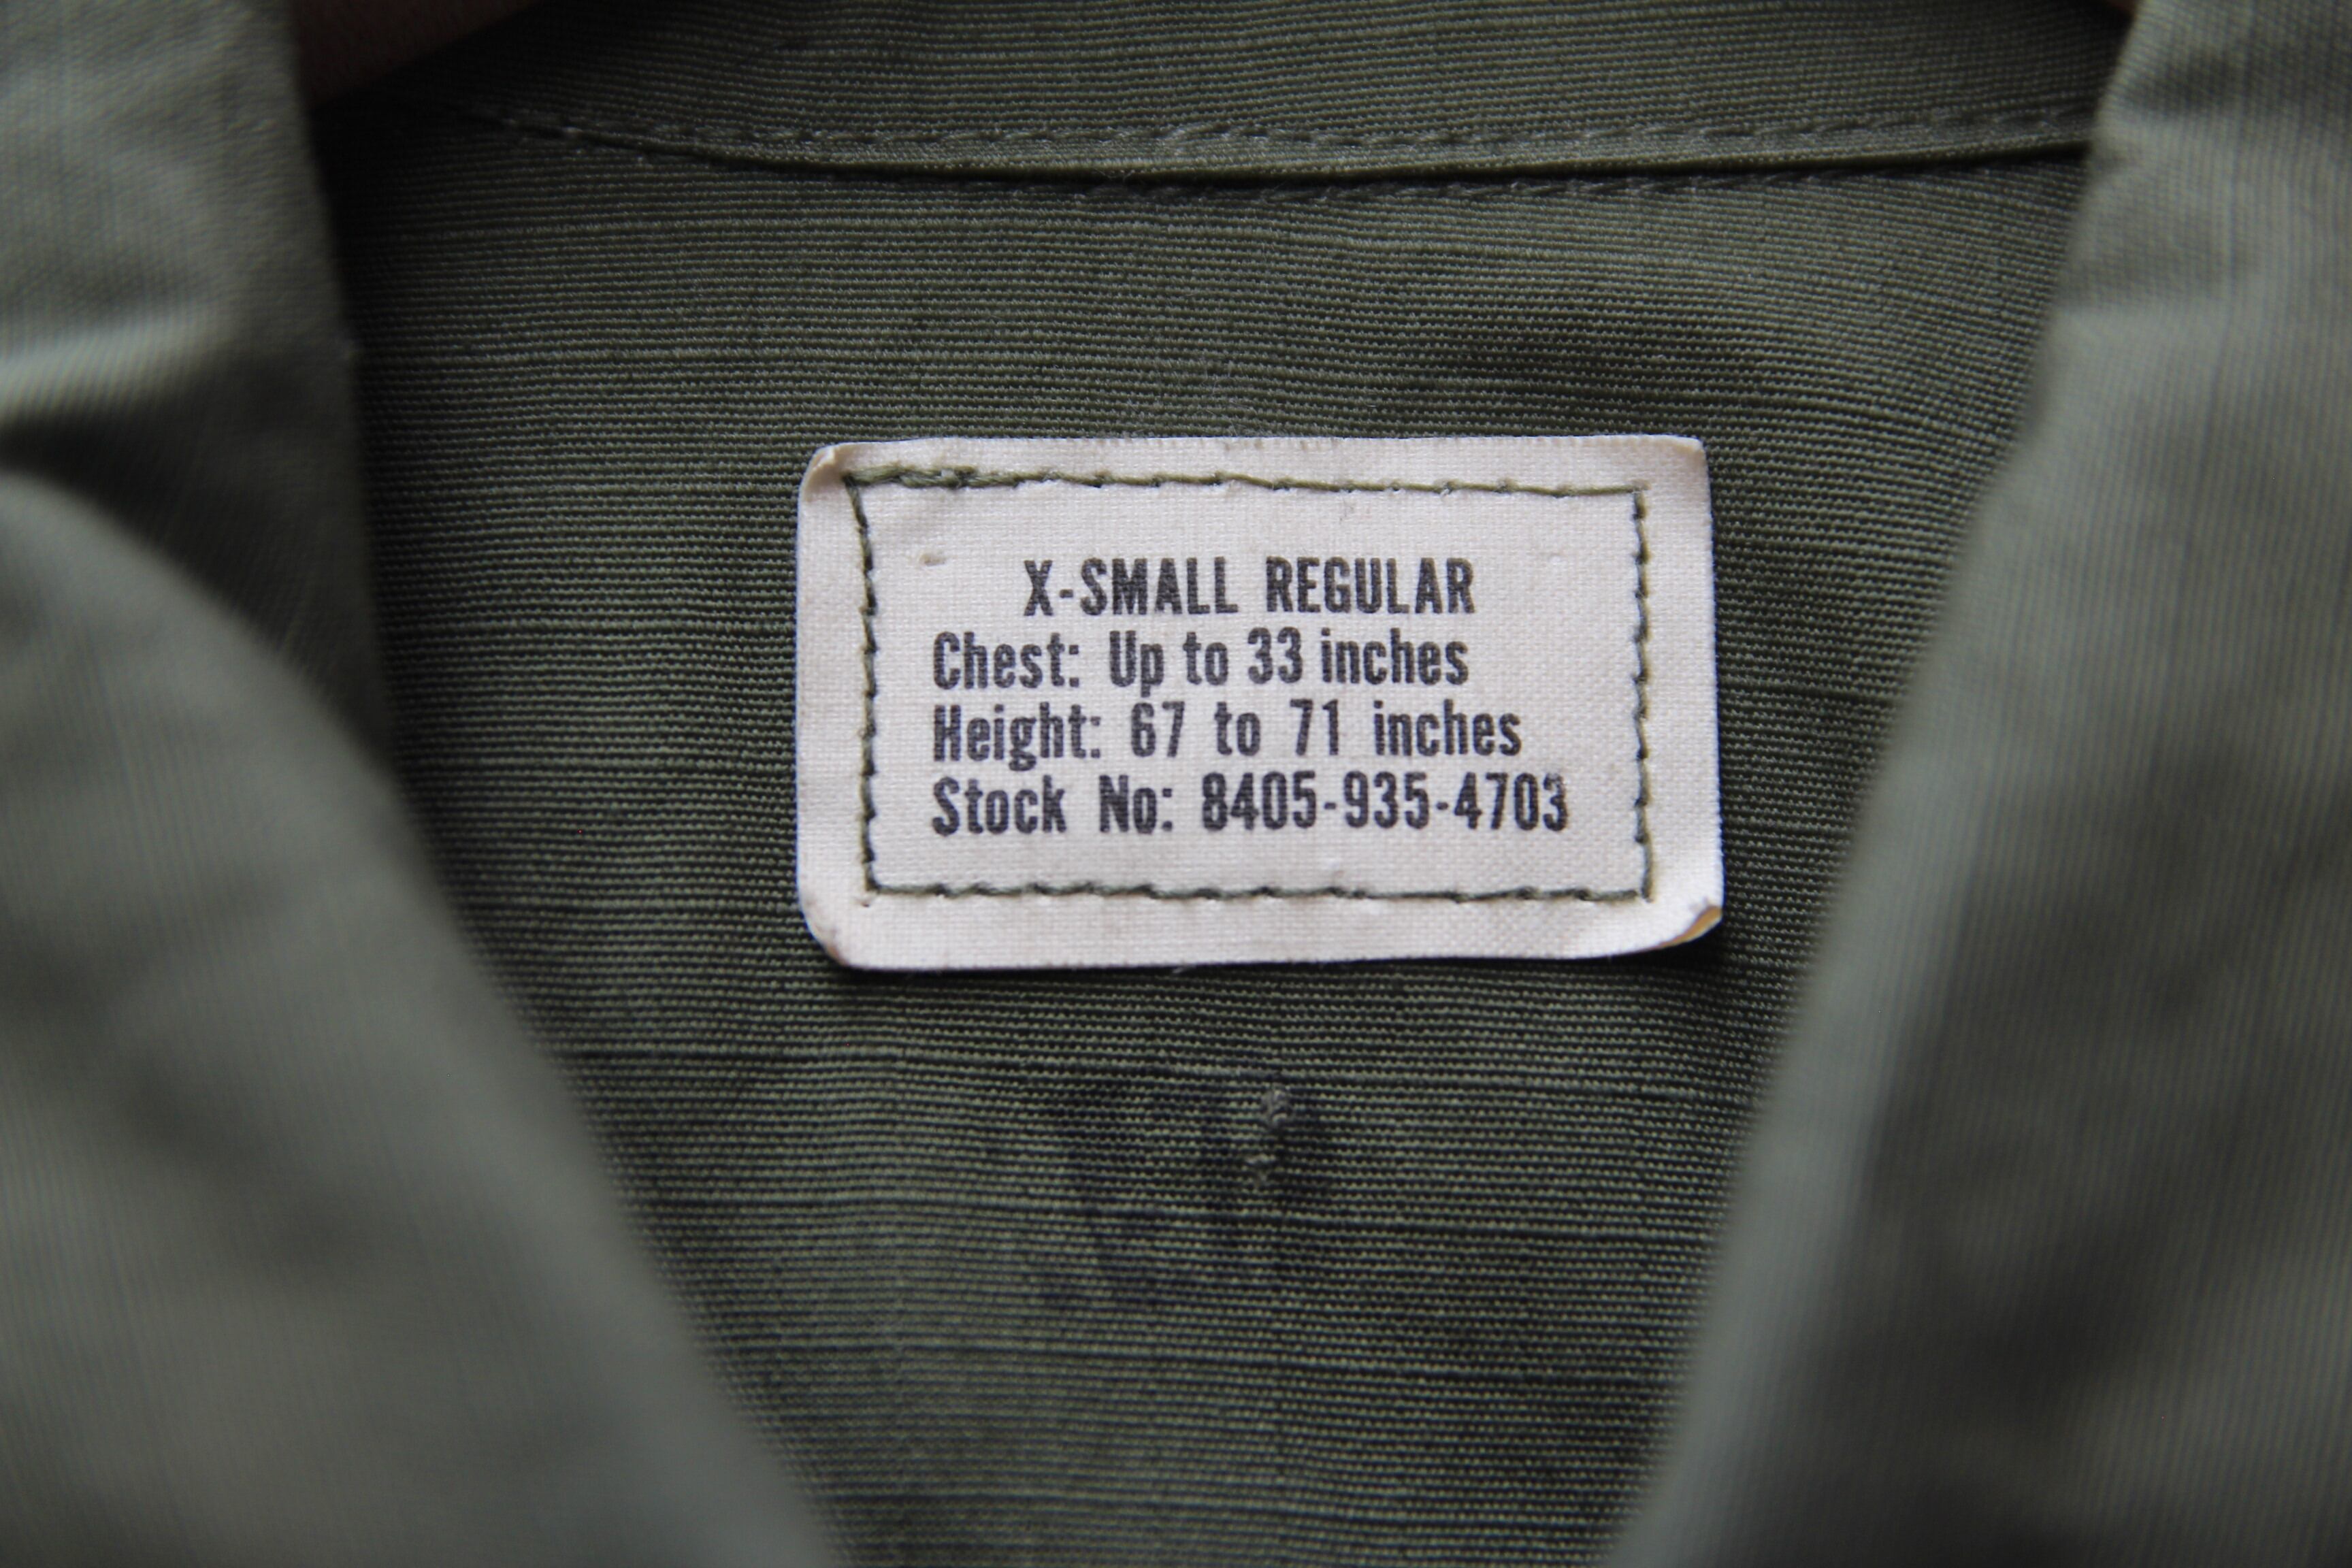 X-SMALL REGULAR
Chest: Up to 33 inches
Height: 67 to 71 inches
Stock No: 8405-935-4703